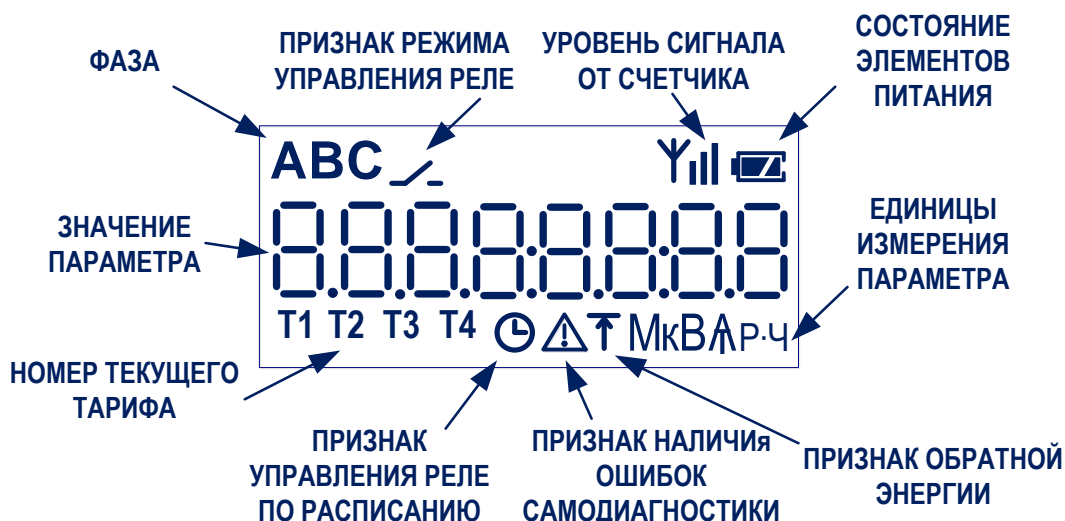 ФАЗА
ПРИЗНАК РЕЖИМА
УПРАВЛЕНИЯ РЕЛЕ
УРОВЕНЬ СИГНАЛА
ОТ СЧЕТЧИКА
СОСТОЯНИЕ
ЭЛЕМЕНТОВ
ПИТАНИЯ
ABC
ЗНАЧЕНИЕ
ПАРАМЕТРА
8.8.8.8:8.8:8.8
ЕДИНИЦЫ
ИЗМЕРЕНИЯ
ПАРАМЕТРА
T1 T2 T3 T4
МкВАР·Ч
НОМЕР ТЕКУЩЕГО
ТАРИФА
ПРИЗНАК
УПРАВЛЕНИЯ РЕЛЕ
ПО РАСПИСАНИЮ
ПРИЗНАК НАЛИЧИя
ОШИБОК
САМОДИАГНОСТИКИ
ПРИЗНАК ОБРАТНОЙ
ЭНЕРГИИ